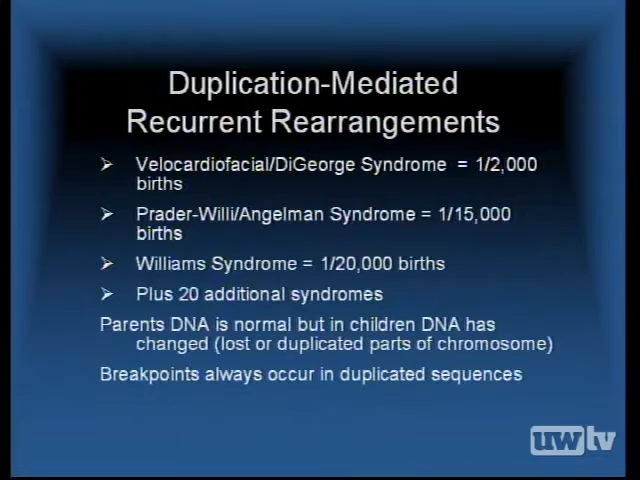 Duplication-Mediated
Recurrent Rearrangements
Velocardiofacial/DiGeorge Syndrome = 1/2,000
births
Prader-Willi/Angelman Syndrome = 1/15,000
births
Williams Syndrome = 1/20,000 births
Plus 20 additional syndromes
Parents DNA is normal but in children DNA has
changed (lost or duplicated parts of chromosome)
Breakpoints always occur in duplicated sequences
uwtv